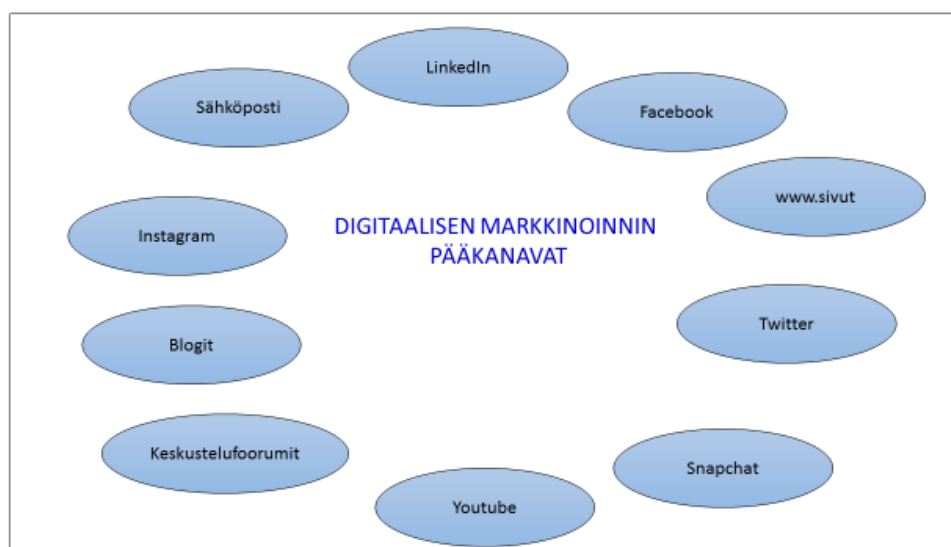 LinkedIn
Sähköposti
Facebook
www.sivut
Instagram
DIGITAALISEN MARKKINOINNIN
PÄÄKANAVAT
Twitter
Blogit
Keskustelufoorumit
Snapchat
Youtube